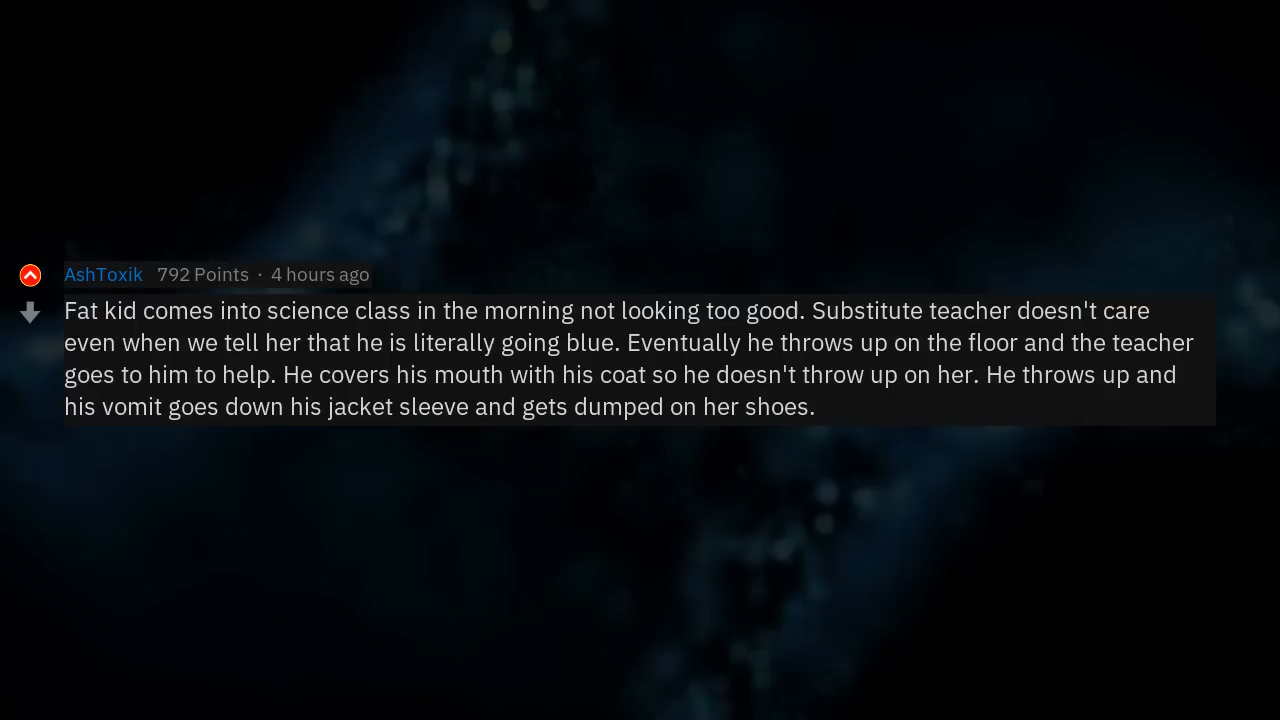 AshToxik 792 Points · 4 hours ago
Fat kid comes into science class in the morning not looking too good. Substitute teacher doesn't care
even when we tell her that he is literally going blue. Eventually he throws up on the floor and the teacher
goes to him to help. He covers his mouth with his coat so he doesn't throw up on her. He throws up and
his vomit goes down his jacket sleeve and gets dumped on her shoes.